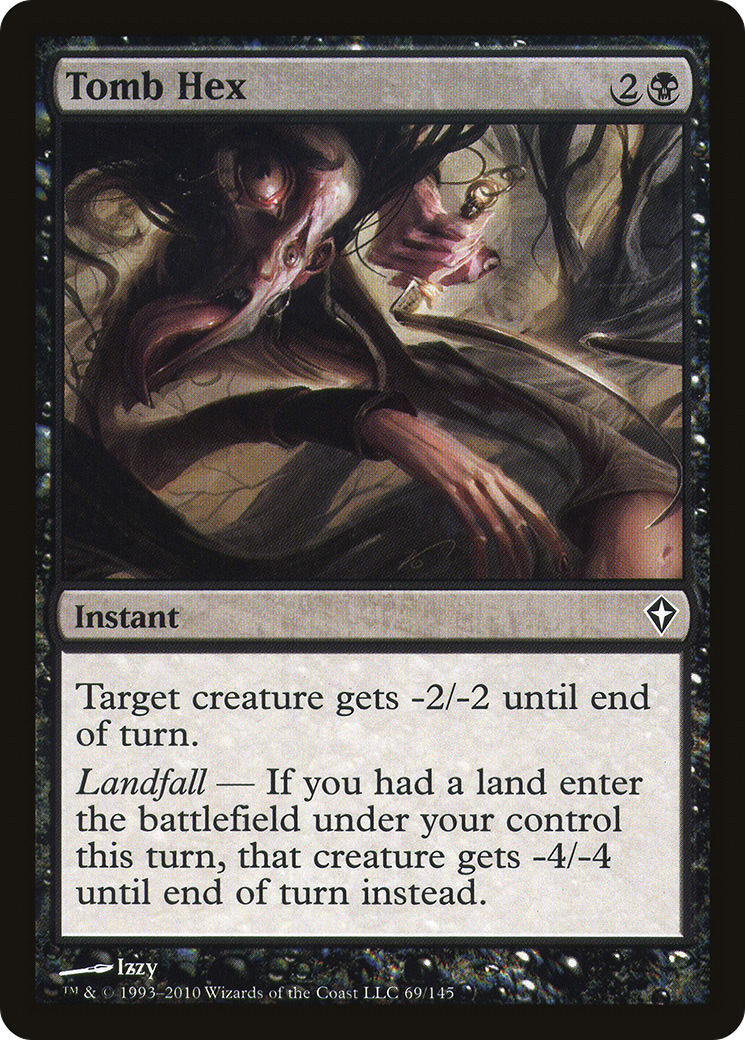 Tomb Hex
2
Instant
Target creature gets -2/-2 until end
of turn.
Landfall — If you had a land enter
the battlefield under your control
this turn, that creature gets -4/-4
until end of turn instead.
Izzy
™ & © 1993–2010 Wizards of the Coast LLC 69/145